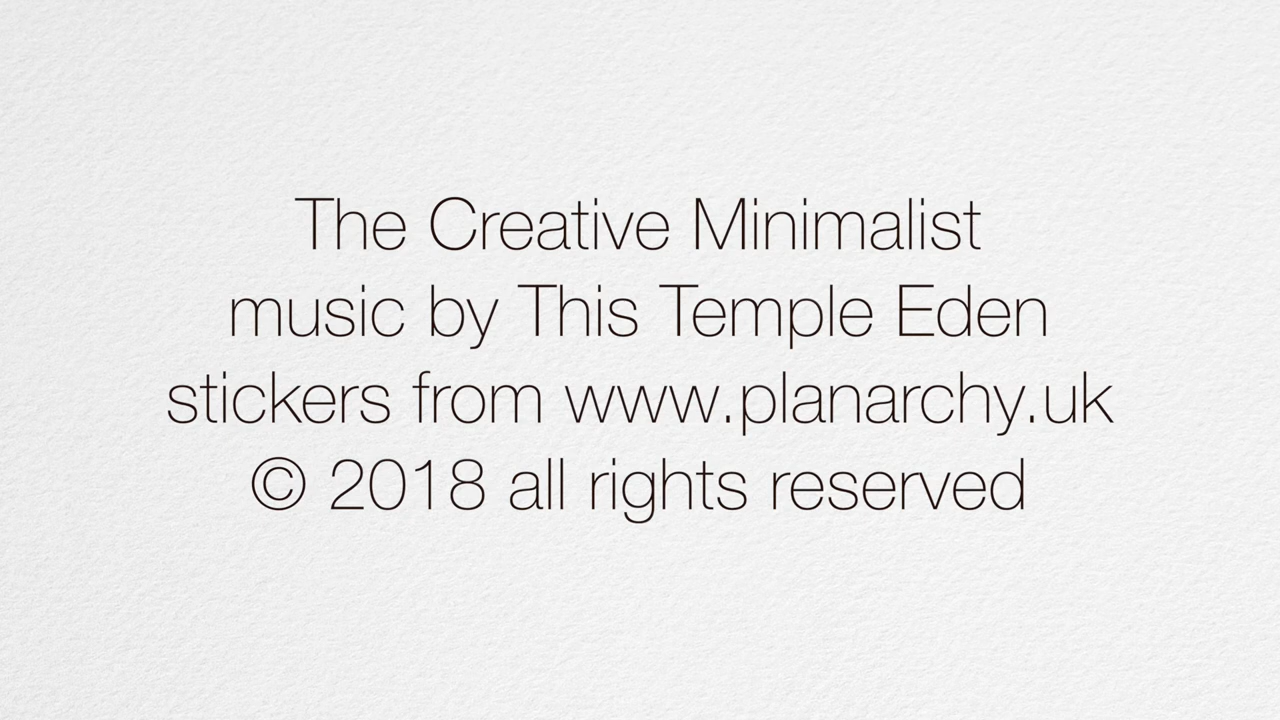 The Creative Minimalist
music by This Temple Eden
stickers from www.planarchy.uk
© 2018 all rights reserved